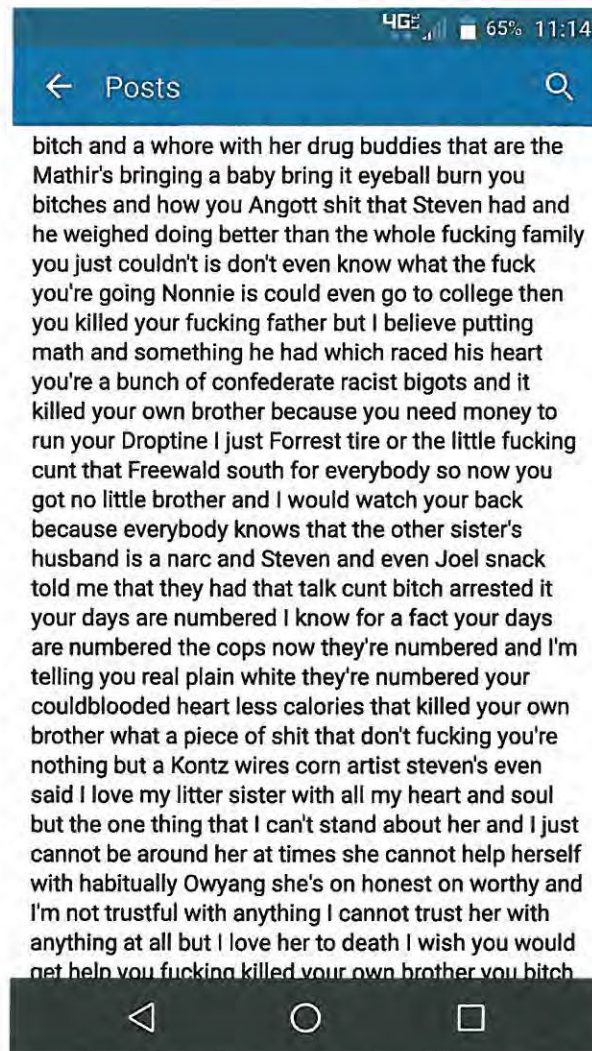 4G 65% 11:14
Posts
bitch and a whore with her drug buddies that are the
Mathir's bringing a baby bring it eyeball burn you
bitches and how you Angott shit that Steven had and
he weighed doing better than the whole fucking family
you just couldn't is don't even know what the fuck
you're going Nonnie is could even go to college then
you killed your fucking father but I believe putting
math and something he had which raced his heart
you're a bunch of confederate racist bigots and it
killed your own brother because you need money to
run your Droptine I just Forrest tire or the little fucking
cunt that Freewald south for everybody so now you
got no little brother and I would watch your back
because everybody knows that the other sister's
husband is a narc and Steven and even Joel snack
told me that they had that talk cunt bitch arrested it
your days are numbered I know for a fact your days
are numbered the cops now they're numbered and I'm
telling you real plain white they're numbered your
couldblooded heart less calories that killed your own
brother what a piece of shit that don't fucking you're
nothing but a Kontz wires corn artist steven's even
said I love my litter sister with all my heart and soul
but the one thing that I can't stand about her and I just
cannot be around her at times she cannot help herself
with habitually Owyang she's on honest on worthy and
I'm not trustful with anything I cannot trust her with
anything at all but I love her to death I wish you would
get help you fucking killed your own brother you bitch